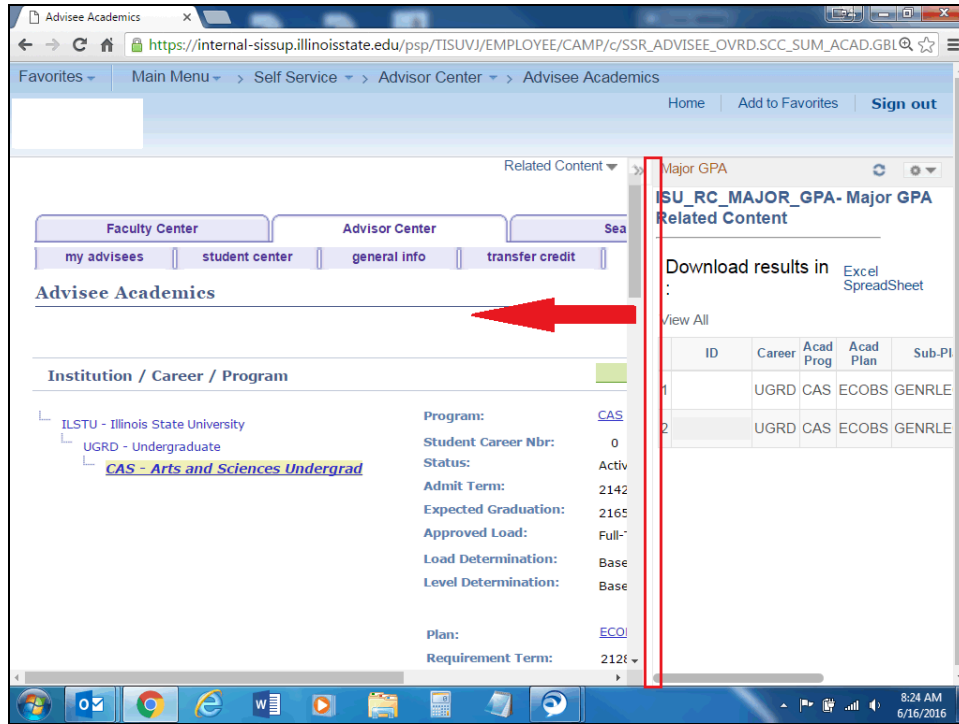 Advisee Academics
https://internal-sissup.illinoisstate.edu/psp/TISUVJ/EMPLOYEE/CAMP/c/SSR_ADVISEE_OVRD.SCC_SUM_ACAD.GBL
Favorites Main Menu > Self Service > Advisor Center > Advisee Academics
Home Add to Favorites Sign out
Related Content
Faculty Center Advisor Center Sea
my advisees student center general info transfer credit
Advisee Academics
Institution / Career / Program
ILSTU - Illinois State University
UGRD - Undergraduate
CAS - Arts and Sciences Undergrad
Program: CAS
Student Career Nbr: 0
Status: Activ
Admit Term: 2142
Expected Graduation: 2165
Approved Load: Full-
Load Determination: Base
Level Determination: Base
Plan: ECO
Requirement Term: 2128
Major GPA
ISU_RC_MAJOR_GPA- Major GPA
Related Content
Download results in : Excel SpreadSheet
View All
ID Career Acad Prog Acad Plan Sub-Pl
1 UGRD CAS ECOBS GENRLE
2 UGRD CAS ECOBS GENRLE
8:24 AM
6/16/2016